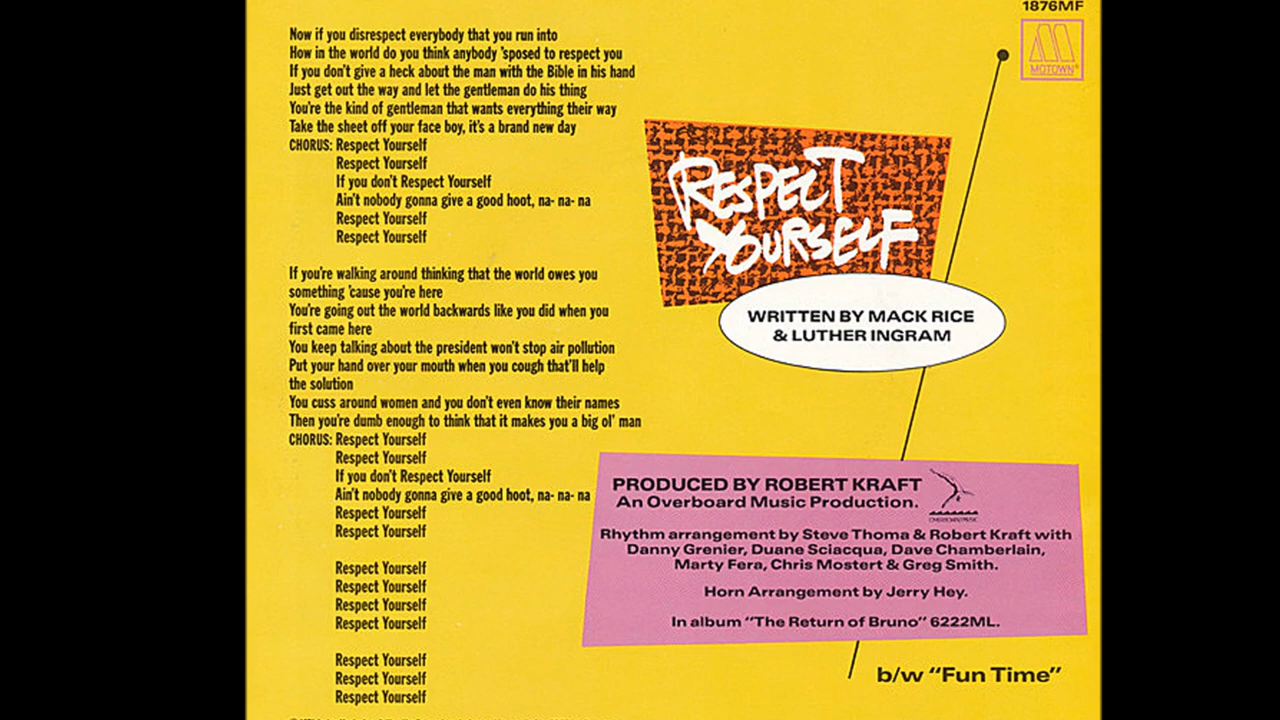 Now if you disrespect everybody that you run into
How in the world do you think anybody 'sposed to respect you
If you don't give a heck about the man with the Bible in his hand
Just get out the way and let the gentleman do his thing
You're the kind of gentleman that wants everything their way
Take the sheet off your face boy, it's a brand new day
CHORUS: Respect Yourself
Respect Yourself
If you don't Respect Yourself
Ain't nobody gonna give a good hoot, na- na- na
Respect Yourself
Respect Yourself
If you're walking around thinking that the world owes you
something 'cause you're here
You're going out the world backwards like you did when you
first came here
You keep talking about the president won't stop air pollution
Put your hand over your mouth when you cough that'll help
the solution
You cuss around women and you don't even know their names
Then you're dumb enough to think that it makes you a big ol' man
CHORUS: Respect Yourself
Respect Yourself
If you don't Respect Yourself
Ain't nobody gonna give a good hoot, na- na- na
Respect Yourself
Respect Yourself
Respect Yourself
Respect Yourself
Respect Yourself
Respect Yourself
Respect Yourself
Respect Yourself
Respect Yourself
1876MF
MOTOWN
RESPECT
YOURSELF
WRITTEN BY MACK RICE
& LUTHER INGRAM
PRODUCED BY ROBERT KRAFT
An Overboard Music Production.
OVERBOARD MUSIC
Rhythm arrangement by Steve Thoma & Robert Kraft with
Danny Grenier, Duane Sciacqua, Dave Chamberlain,
Marty Fera, Chris Mostert & Greg Smith.
Horn Arrangement by Jerry Hey.
In album "The Return of Bruno" 6222ML.
b/w "Fun Time"